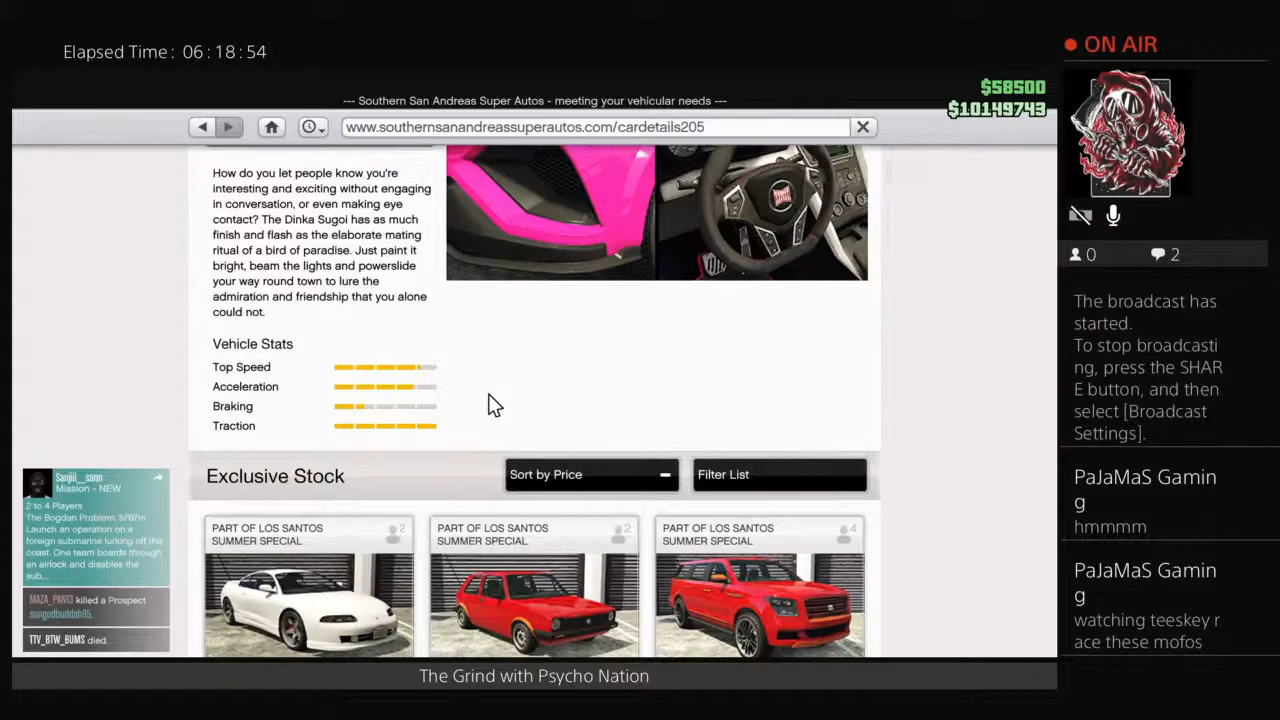 Elapsed Time: 06:18:54
ON AIR
$58500
$10149743
--- Southern San Andreas Super Autos - meeting your vehicular needs ---
www.southernsanandreassuperautos.com/cardetails205
How do you let people know you're
interesting and exciting without engaging
in conversation, or even making eye
contact? The Dinka Sugoi has as much
finish and flash as the elaborate mating
ritual of a bird of paradise. Just paint it
bright, beam the lights and powerslide
your way round town to lure the
admiration and friendship that you alone
could not.
Vehicle Stats
Top Speed
Acceleration
Braking
Traction
Exclusive Stock
Sort by Price
Filter List
PART OF LOS SANTOS
SUMMER SPECIAL
2
PART OF LOS SANTOS
SUMMER SPECIAL
2
PART OF LOS SANTOS
SUMMER SPECIAL
4
Sanjiii__sann
Mission - NEW
2 to 4 Players
The Bogdan Problem.
Launch an operation on a
foreign submarine lurking off the
coast. One team boards through
an airlock and disables the
sub...
MAZA_PAN13 killed a Prospect
sungodbuddah95.
TTV_BTW_BUMS died.
0
2
The broadcast has
started.
To stop broadcasti
ng, press the SHAR
E button, and then
select [Broadcast
Settings].
PaJaMaS Gamin
g
hmmmm
PaJaMaS Gamin
g
watching teeskey r
ace these mofos
The Grind with Psycho Nation